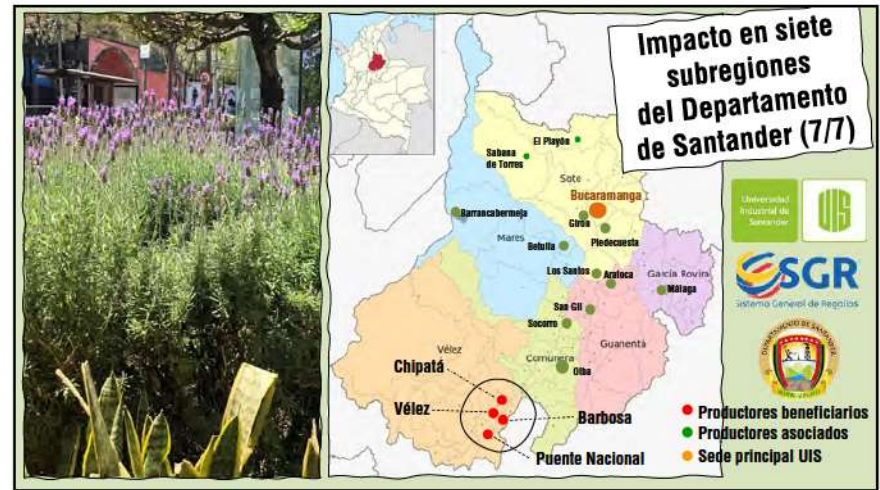 Impacto en siete
subregiones
del Departamento
de Santander (7/7)
El Playón
Sabana
de Torres
Soto
Bucaramanga
Barrancabermeja
Girón
Piedecuesta
Mares
Betulia
Los Santos
Aratoca
García Rovira
Málaga
San Gil
Socorro
Guanentá
Vélez
Comunera
Oiba
Chipatá
Vélez
Barbosa
Puente Nacional
Universidad
Industrial de
Santander
UIS
SGR
Sistema General de Regalías
DEPARTAMENTO DE SANTANDER
Productores beneficiarios
Productores asociados
Sede principal UIS